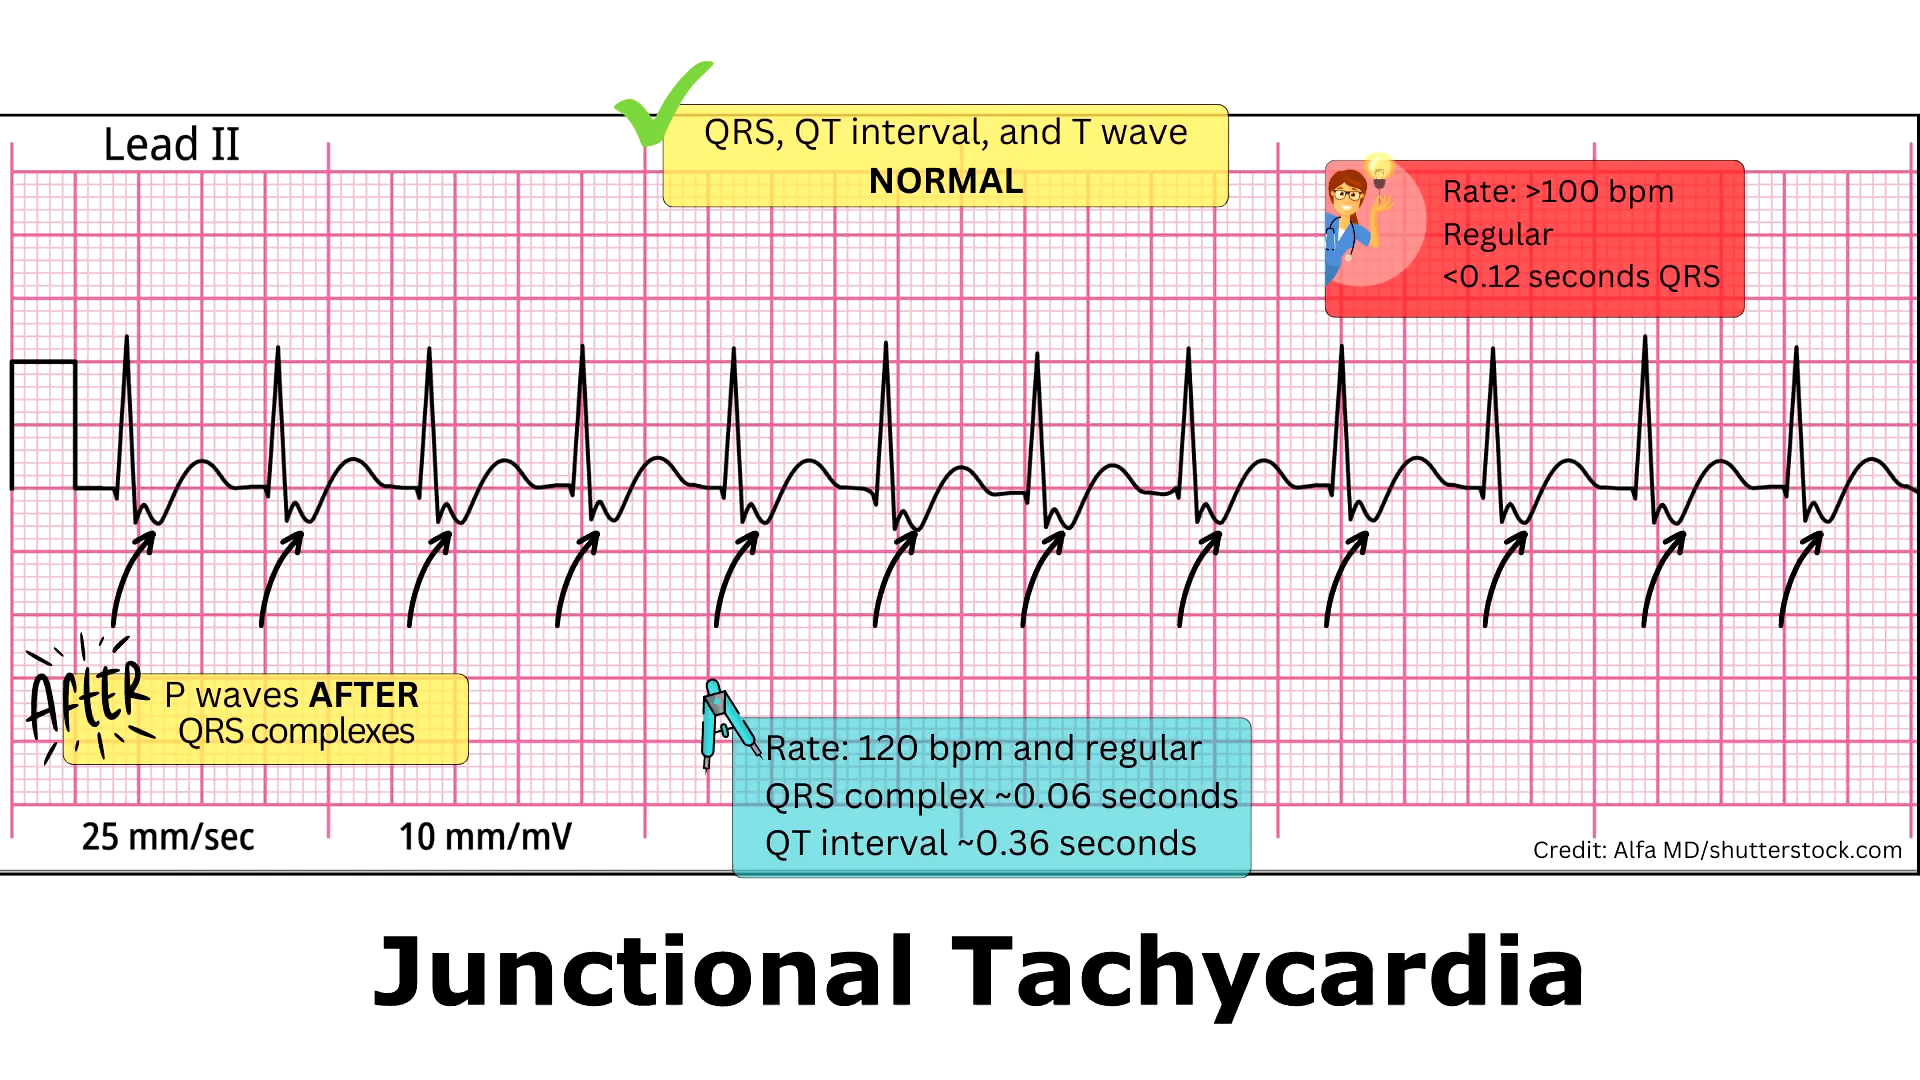 Lead II
QRS, QT interval, and T wave
NORMAL
Rate: >100 bpm
Regular
<0.12 seconds QRS
AFTER
P waves AFTER
QRS complexes
Rate: 120 bpm and regular
QRS complex ~0.06 seconds
QT interval ~0.36 seconds
25 mm/sec
10 mm/mV
Credit: Alfa MD/shutterstock.com
Junctional Tachycardia